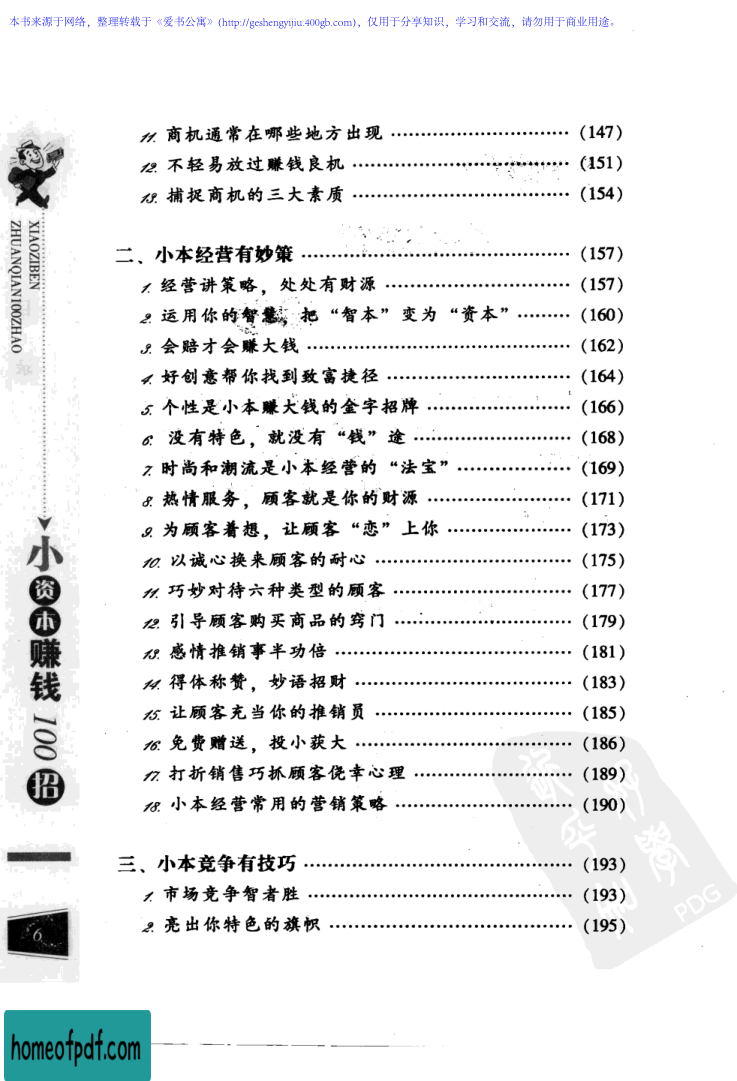 本书来源于网络，整理转载于《爱书公寓》(http://geshengyijiu.400gb.com)，仅用于分享知识，学习和交流，请勿用于商业用途。
11. 商机通常在哪些地方出现 ………………………… (147)
12. 不轻易放过赚钱良机 ……………………………… (151)
13. 捕捉商机的三大素质 ……………………………… (154)
二、小本经营有妙策 ……………………………………… (157)
1. 经营讲策略，处处有财源 ………………………… (157)
2. 运用你的智慧，把“智本”变为“资本” ……… (160)
3. 会赔才会赚大钱 …………………………………… (162)
4. 好创意帮你找到致富捷径 ………………………… (164)
5. 个性是小本赚大钱的金字招牌 …………………… (166)
6. 没有特色，就没有“钱”途 ……………………… (168)
7. 时尚和潮流是小本经营的“法宝” ……………… (169)
8. 热情服务，顾客就是你的财源 …………………… (171)
9. 为顾客着想，让顾客“恋”上你 ………………… (173)
10. 以诚心换来顾客的耐心 …………………………… (175)
11. 巧妙对待六种类型的顾客 ………………………… (177)
12. 引导顾客购买商品的窍门 ………………………… (179)
13. 感情推销事半功倍 ………………………………… (181)
14. 得体称赞，妙语招财 ……………………………… (183)
15. 让顾客充当你的推销员 …………………………… (185)
16. 免费赠送，投小获大 ……………………………… (186)
17. 打折销售巧抓顾客侥幸心理 ……………………… (189)
18. 小本经营常用的营销策略 ………………………… (190)
三、小本竞争有技巧 ……………………………………… (193)
1. 市场竞争智者胜 …………………………………… (193)
2. 亮出你特色的旗帜 ………………………………… (195)
XIAOZIBEN
ZHUANQIAN100ZHAO
小资本赚钱100招
6
PDG
homeofpdf.com